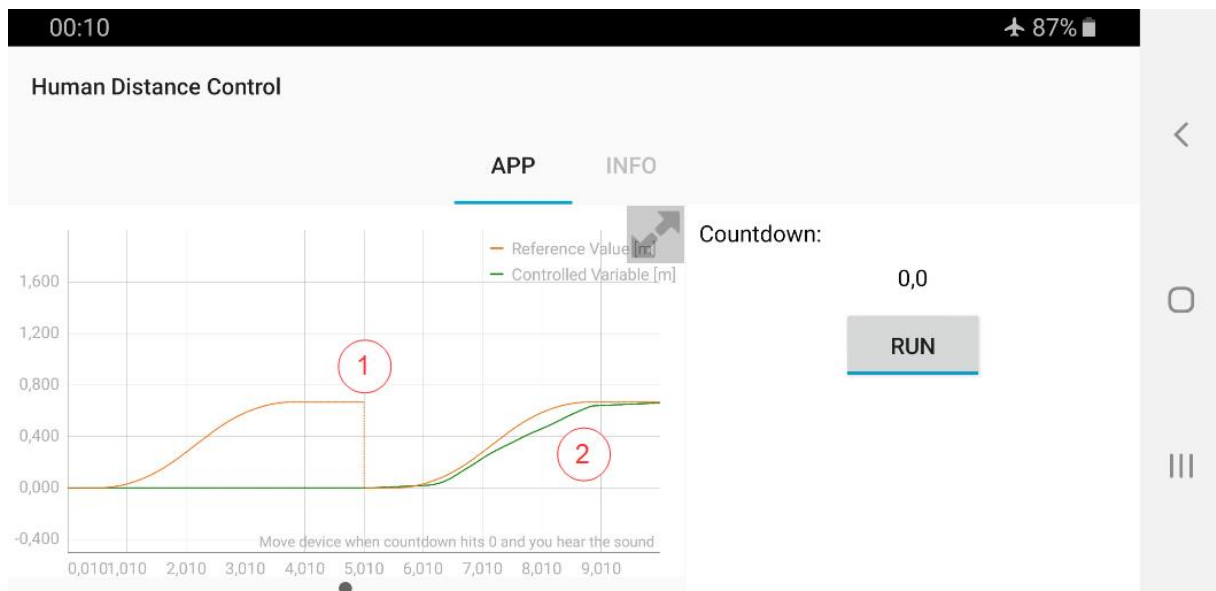 00:10
87%
Human Distance Control
APP
INFO
Reference Value [m]
Controlled Variable [m]
Countdown:
0,0
RUN
1,600
1,200
0,800
0,400
0,000
-0,400
1
2
Move device when countdown hits 0 and you hear the sound
0,0101,010 2,010 3,010 4,010 5,010 6,010 7,010 8,010 9,010